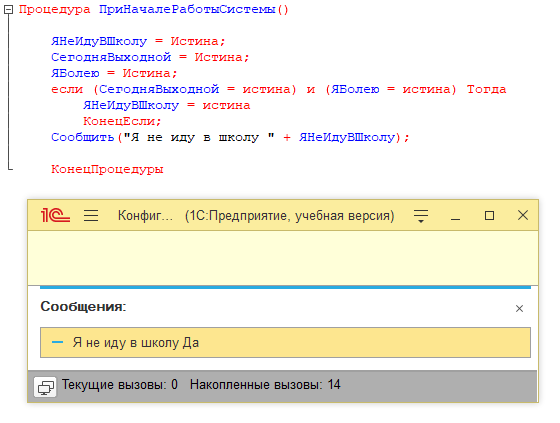 Процедура ПриНачалеРаботыСистемы()
ЯНеИдуВШколу = Истина;
СегодняВыходной = Истина;
ЯБолею = Истина;
если (СегодняВыходной = истина) и (ЯБолею = истина) Тогда
ЯНеИдуВШколу = истина
КонецЕсли;
Сообщить("Я не иду в школу " + ЯНеИдуВШколу);
КонецПроцедуры
1С Конфиг... (1С:Предприятие, учебная версия)
Сообщения:
Я не иду в школу Да
Текущие вызовы: 0 Накопленные вызовы: 14